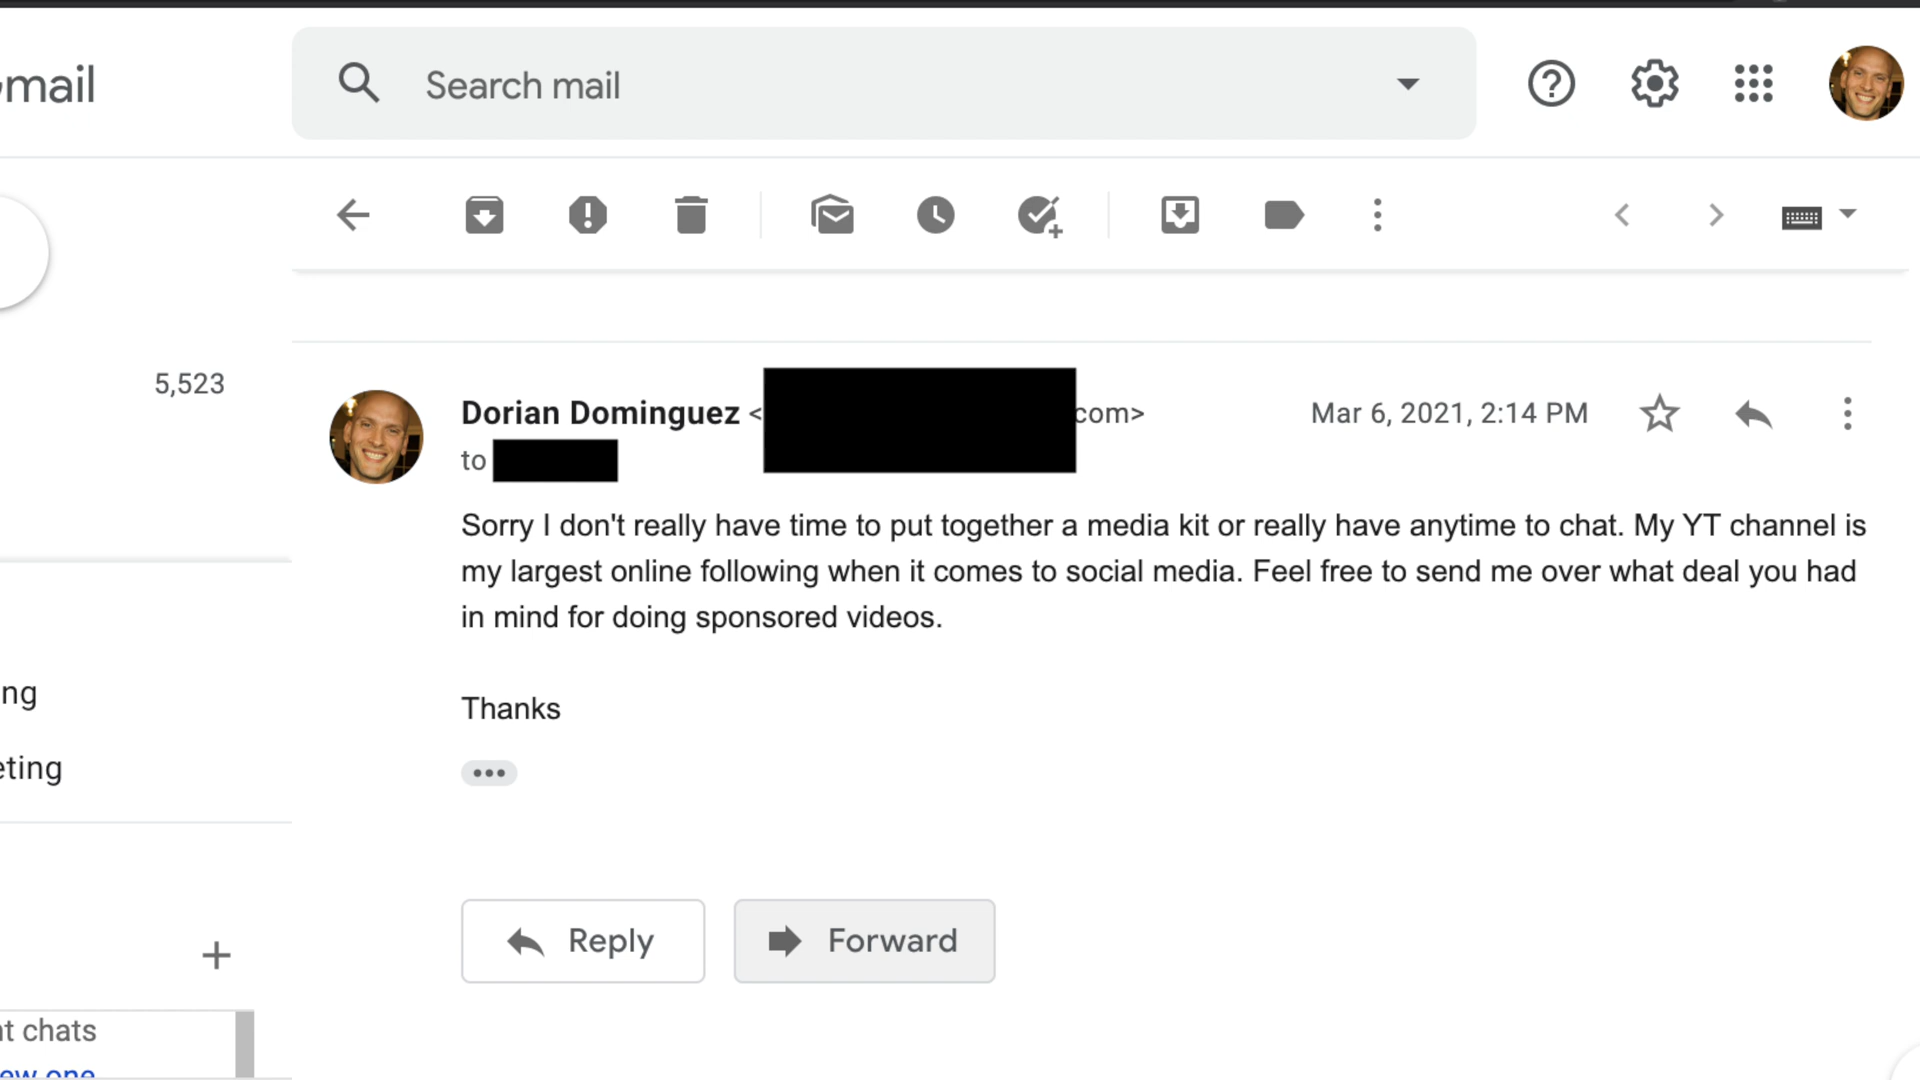 mail
Search mail
5,523
Dorian Dominguez < com>
Mar 6, 2021, 2:14 PM
to
Sorry I don't really have time to put together a media kit or really have anytime to chat. My YT channel is
my largest online following when it comes to social media. Feel free to send me over what deal you had
in mind for doing sponsored videos.
ng
Thanks
eting
Reply
Forward
t chats
ew one